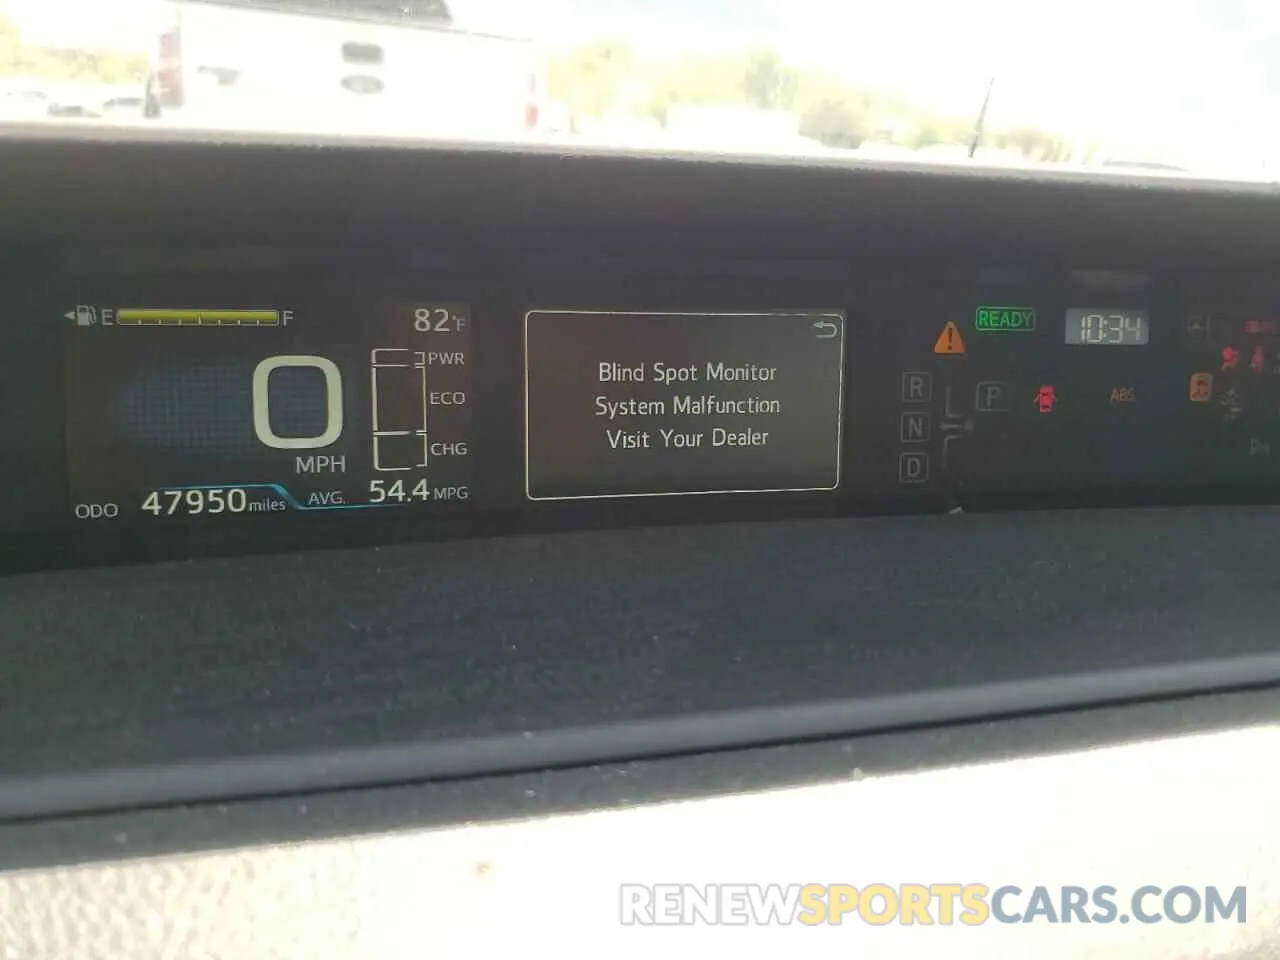 E F
82°F
PWR
ECO
CHG
0
MPH
ODO 47950 miles AVG. 54.4 MPG
Blind Spot Monitor
System Malfunction
Visit Your Dealer
READY
10:34
R
N
D
P
ABS
RENEWSPORTSCARS.COM